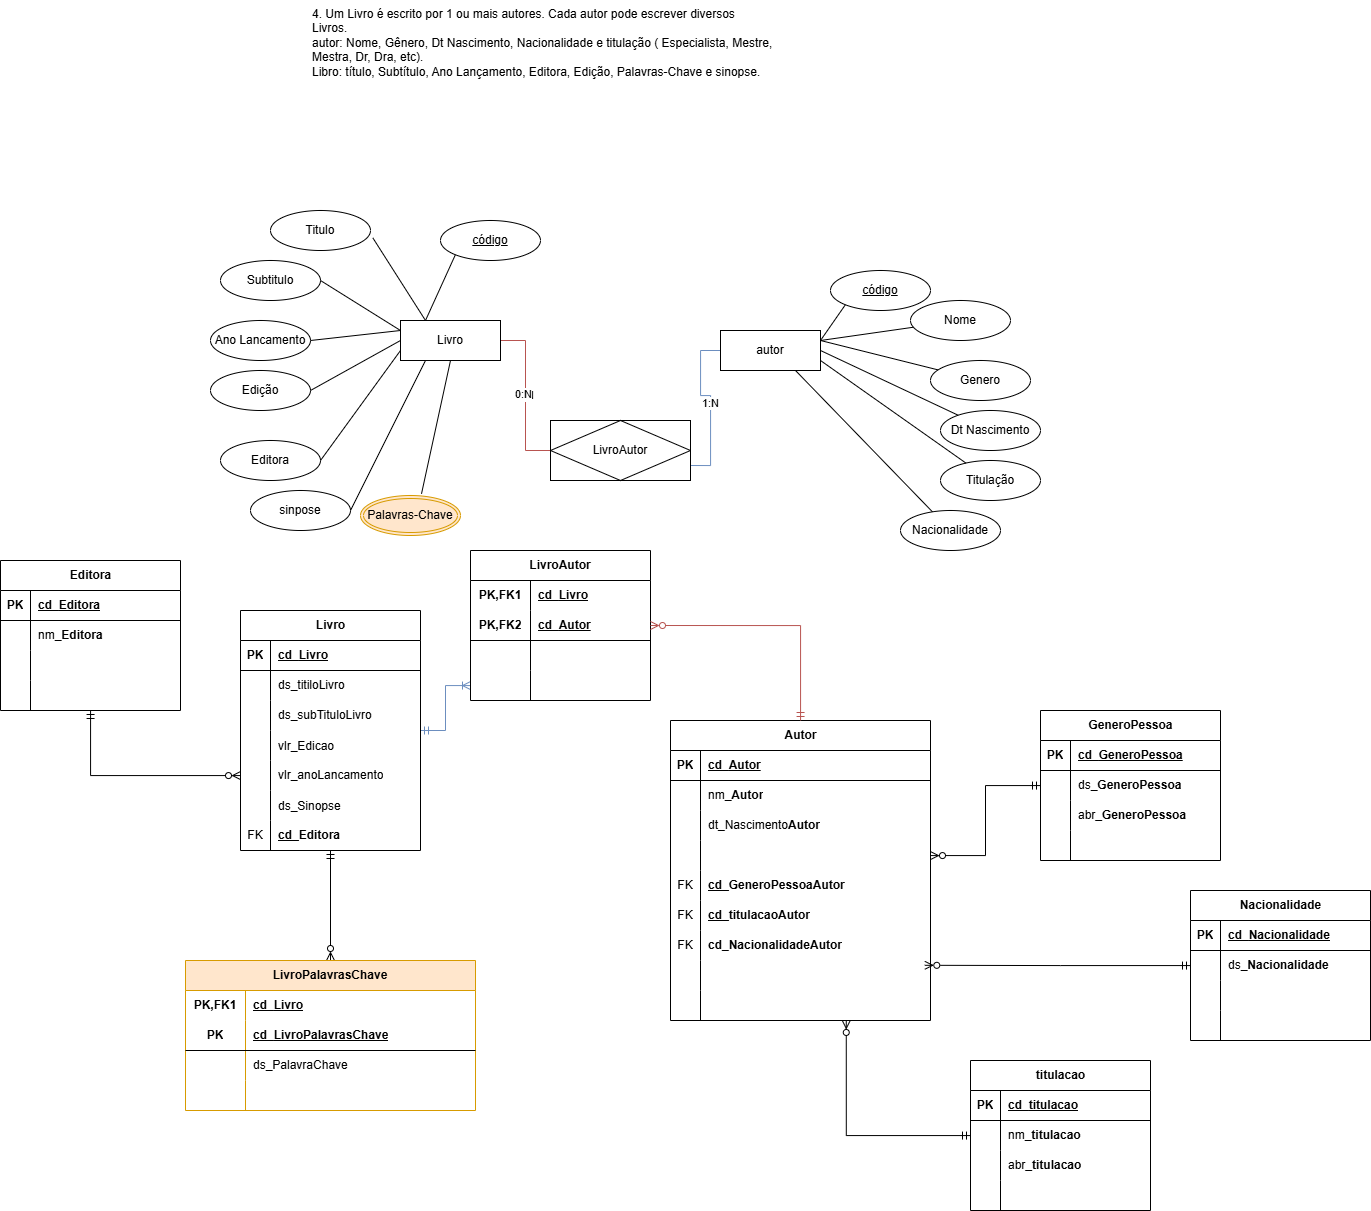 4. Um Livro é escrito por 1 ou mais autores. Cada autor pode escrever diversos
Livros.
autor: Nome, Gênero, Dt Nascimento, Nacionalidade e titulação ( Especialista, Mestre,
Mestra, Dr, Dra, etc).
Libro: título, Subtítulo, Ano Lançamento, Editora, Edição, Palavras-Chave e sinopse.
Titulo
código
Subtitulo
Ano Lancamento
Livro
Edição
Editora
sinpose
Palavras-Chave
0:N
LivroAutor
1:N
autor
código
Nome
Genero
Dt Nascimento
Titulação
Nacionalidade
Editora
PK cd_Editora
nm_Editora
Livro
PK cd_Livro
ds_titiloLivro
ds_subTituloLivro
vlr_Edicao
vlr_anoLancamento
ds_Sinopse
FK cd_Editora
LivroAutor
PK,FK1 cd_Livro
PK,FK2 cd_Autor
Autor
PK cd_Autor
nm_Autor
dt_NascimentoAutor
FK cd_GeneroPessoaAutor
FK cd_titulacaoAutor
FK cd_NacionalidadeAutor
GeneroPessoa
PK cd_GeneroPessoa
ds_GeneroPessoa
abr_GeneroPessoa
Nacionalidade
PK cd_Nacionalidade
ds_Nacionalidade
LivroPalavrasChave
PK,FK1 cd_Livro
PK cd_LivroPalavrasChave
ds_PalavraChave
titulacao
PK cd_titulacao
nm_titulacao
abr_titulacao